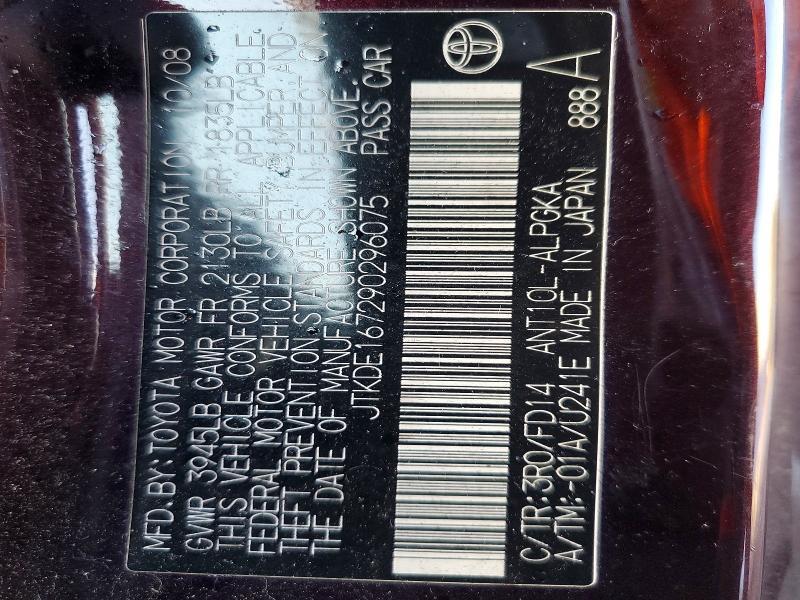 MFD. BY: TOYOTA MOTOR CORPORATION 10/08
GVWR 3945LB GAWR FR 2130LB RR 1835LB
THIS VEHICLE CONFORMS TO ALL APPLICABLE
FEDERAL MOTOR VEHICLE SAFETY, BUMPER AND
THEFT PREVENTION STANDARDS IN EFFECT ON
THE DATE OF MANUFACTURE SHOWN ABOVE.
JTKDE167290296075 PASS CAR
C/TR:3R0/FD14 ANT10L-ALPGKA
A/TM:-01A/U241E MADE IN JAPAN 888 A